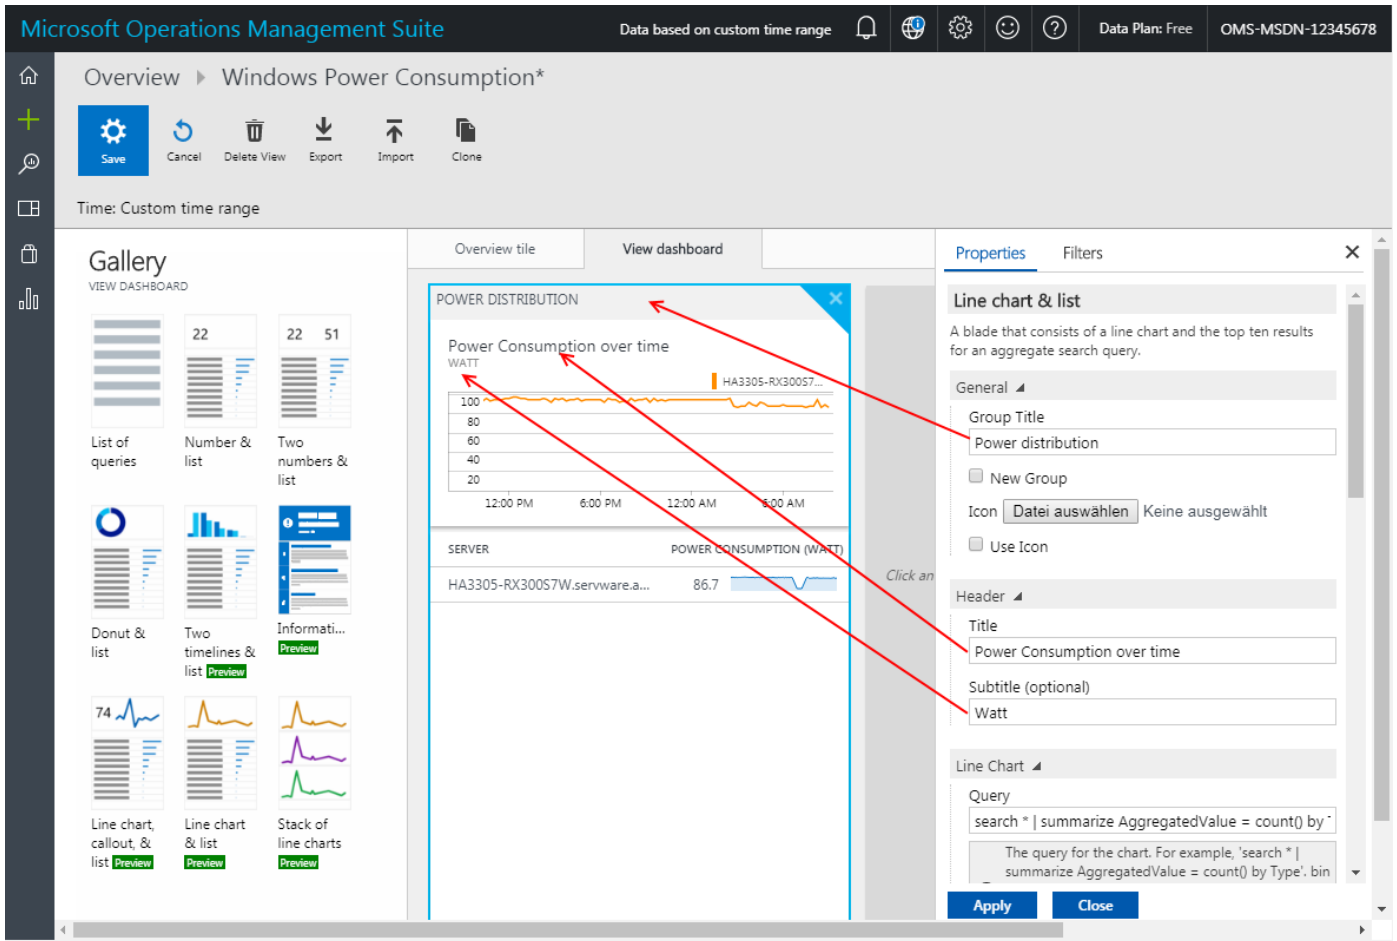 Microsoft Operations Management Suite
Data based on custom time range
Data Plan: Free
OMS-MSDN-12345678
Overview
Windows Power Consumption*
Save
Cancel
Delete View
Export
Import
Clone
Time: Custom time range
Gallery
VIEW DASHBOARD
22
22 51
List of
queries
Number &
list
Two
numbers &
list
Donut &
list
Two
timelines &
list Preview
Informati...
Preview
74
Line chart,
callout, &
list Preview
Line chart
& list
Preview
Stack of
line charts
Preview
Overview tile
View dashboard
POWER DISTRIBUTION
Power Consumption over time
WATT
HA3305-RX300S7...
100
80
60
40
20
12:00 PM
6:00 PM
12:00 AM
6:00 AM
SERVER
POWER CONSUMPTION (WATT)
HA3305-RX300S7W.servware.a...
86.7
Click an
Properties
Filters
Line chart & list
A blade that consists of a line chart and the top ten results
for an aggregate search query.
General
Group Title
Power distribution
New Group
Icon Datei auswählen Keine ausgewählt
Use Icon
Header
Title
Power Consumption over time
Subtitle (optional)
Watt
Line Chart
Query
search * | summarize AggregatedValue = count() by
The query for the chart. For example, 'search * |
summarize AggregatedValue = count() by Type'. bin
Apply
Close